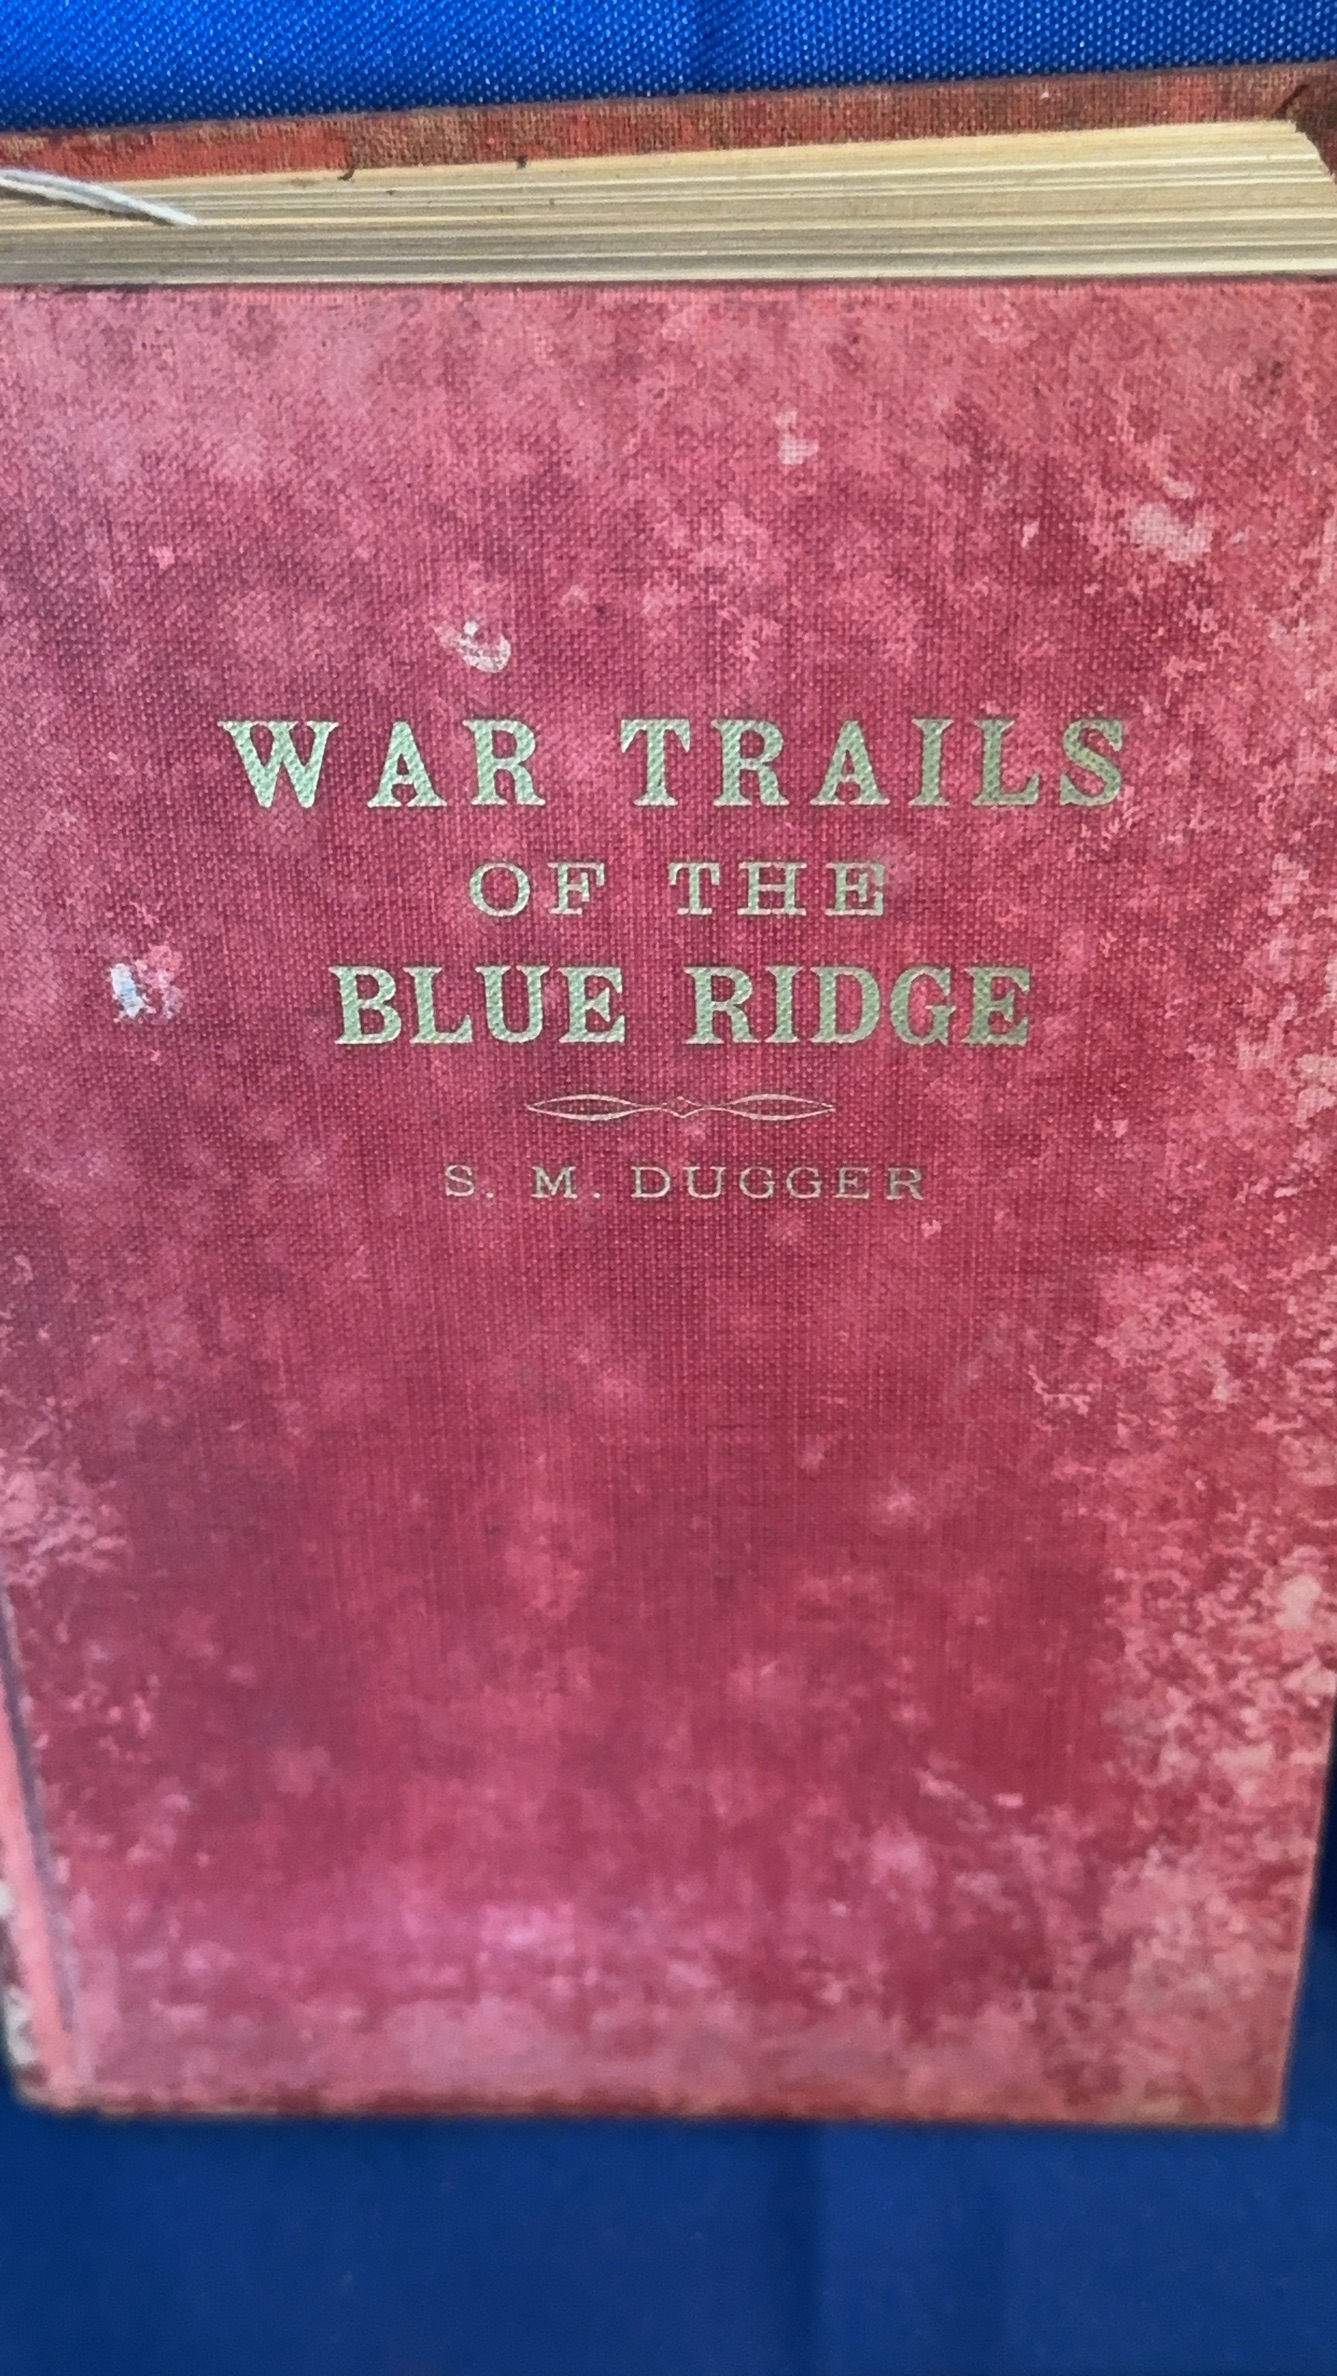 WAR TRAILS
OF THE
BLUE RIDGE
S. M. DUGGER